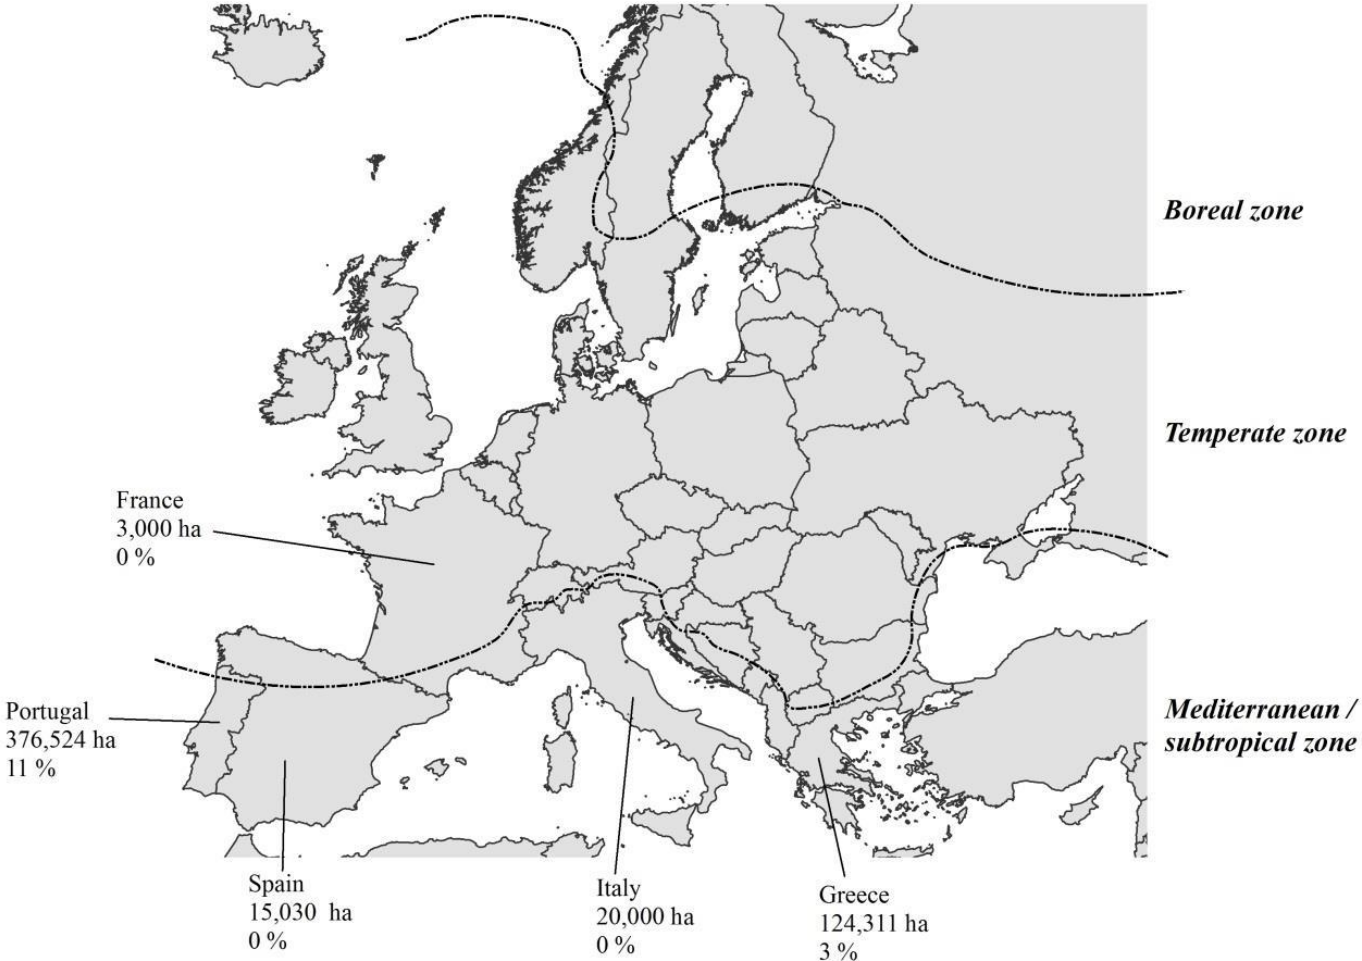 Boreal zone
Temperate zone
France
3,000 ha
0 %
Portugal
376,524 ha
11 %
Mediterranean /
subtropical zone
Spain
15,030 ha
0 %
Italy
20,000 ha
0 %
Greece
124,311 ha
3 %